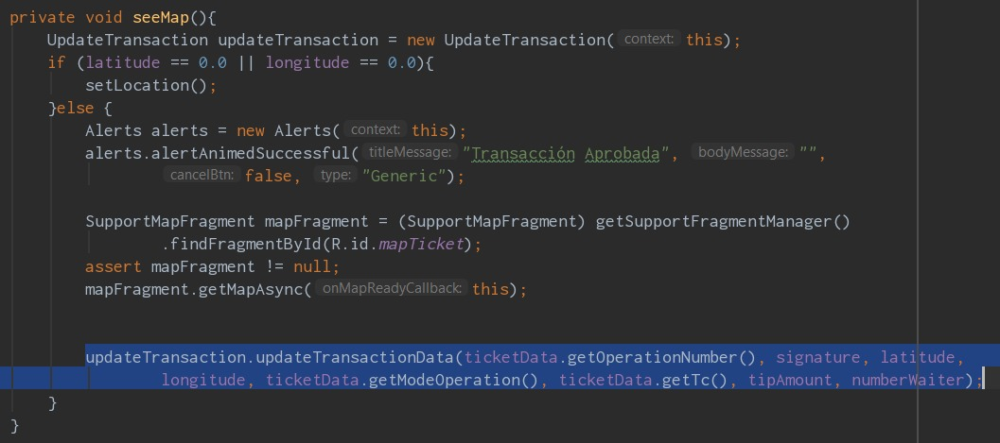 private void seeMap(){
UpdateTransaction updateTransaction = new UpdateTransaction( context: this);
if (latitude == 0.0 || longitude == 0.0){
setLocation();
}else {
Alerts alerts = new Alerts( context: this);
alerts.alertAnimedSuccessful( titleMessage: "Transacción Aprobada", bodyMessage: "",
cancelBtn: false, type: "Generic");
SupportMapFragment mapFragment = (SupportMapFragment) getSupportFragmentManager()
.findFragmentById(R.id.mapTicket);
assert mapFragment != null;
mapFragment.getMapAsync( onMapReadyCallback: this);
updateTransaction.updateTransactionData(ticketData.getOperationNumber(), signature, latitude,
longitude, ticketData.getModeOperation(), ticketData.getTc(), tipAmount, numberWaiter);
}
}